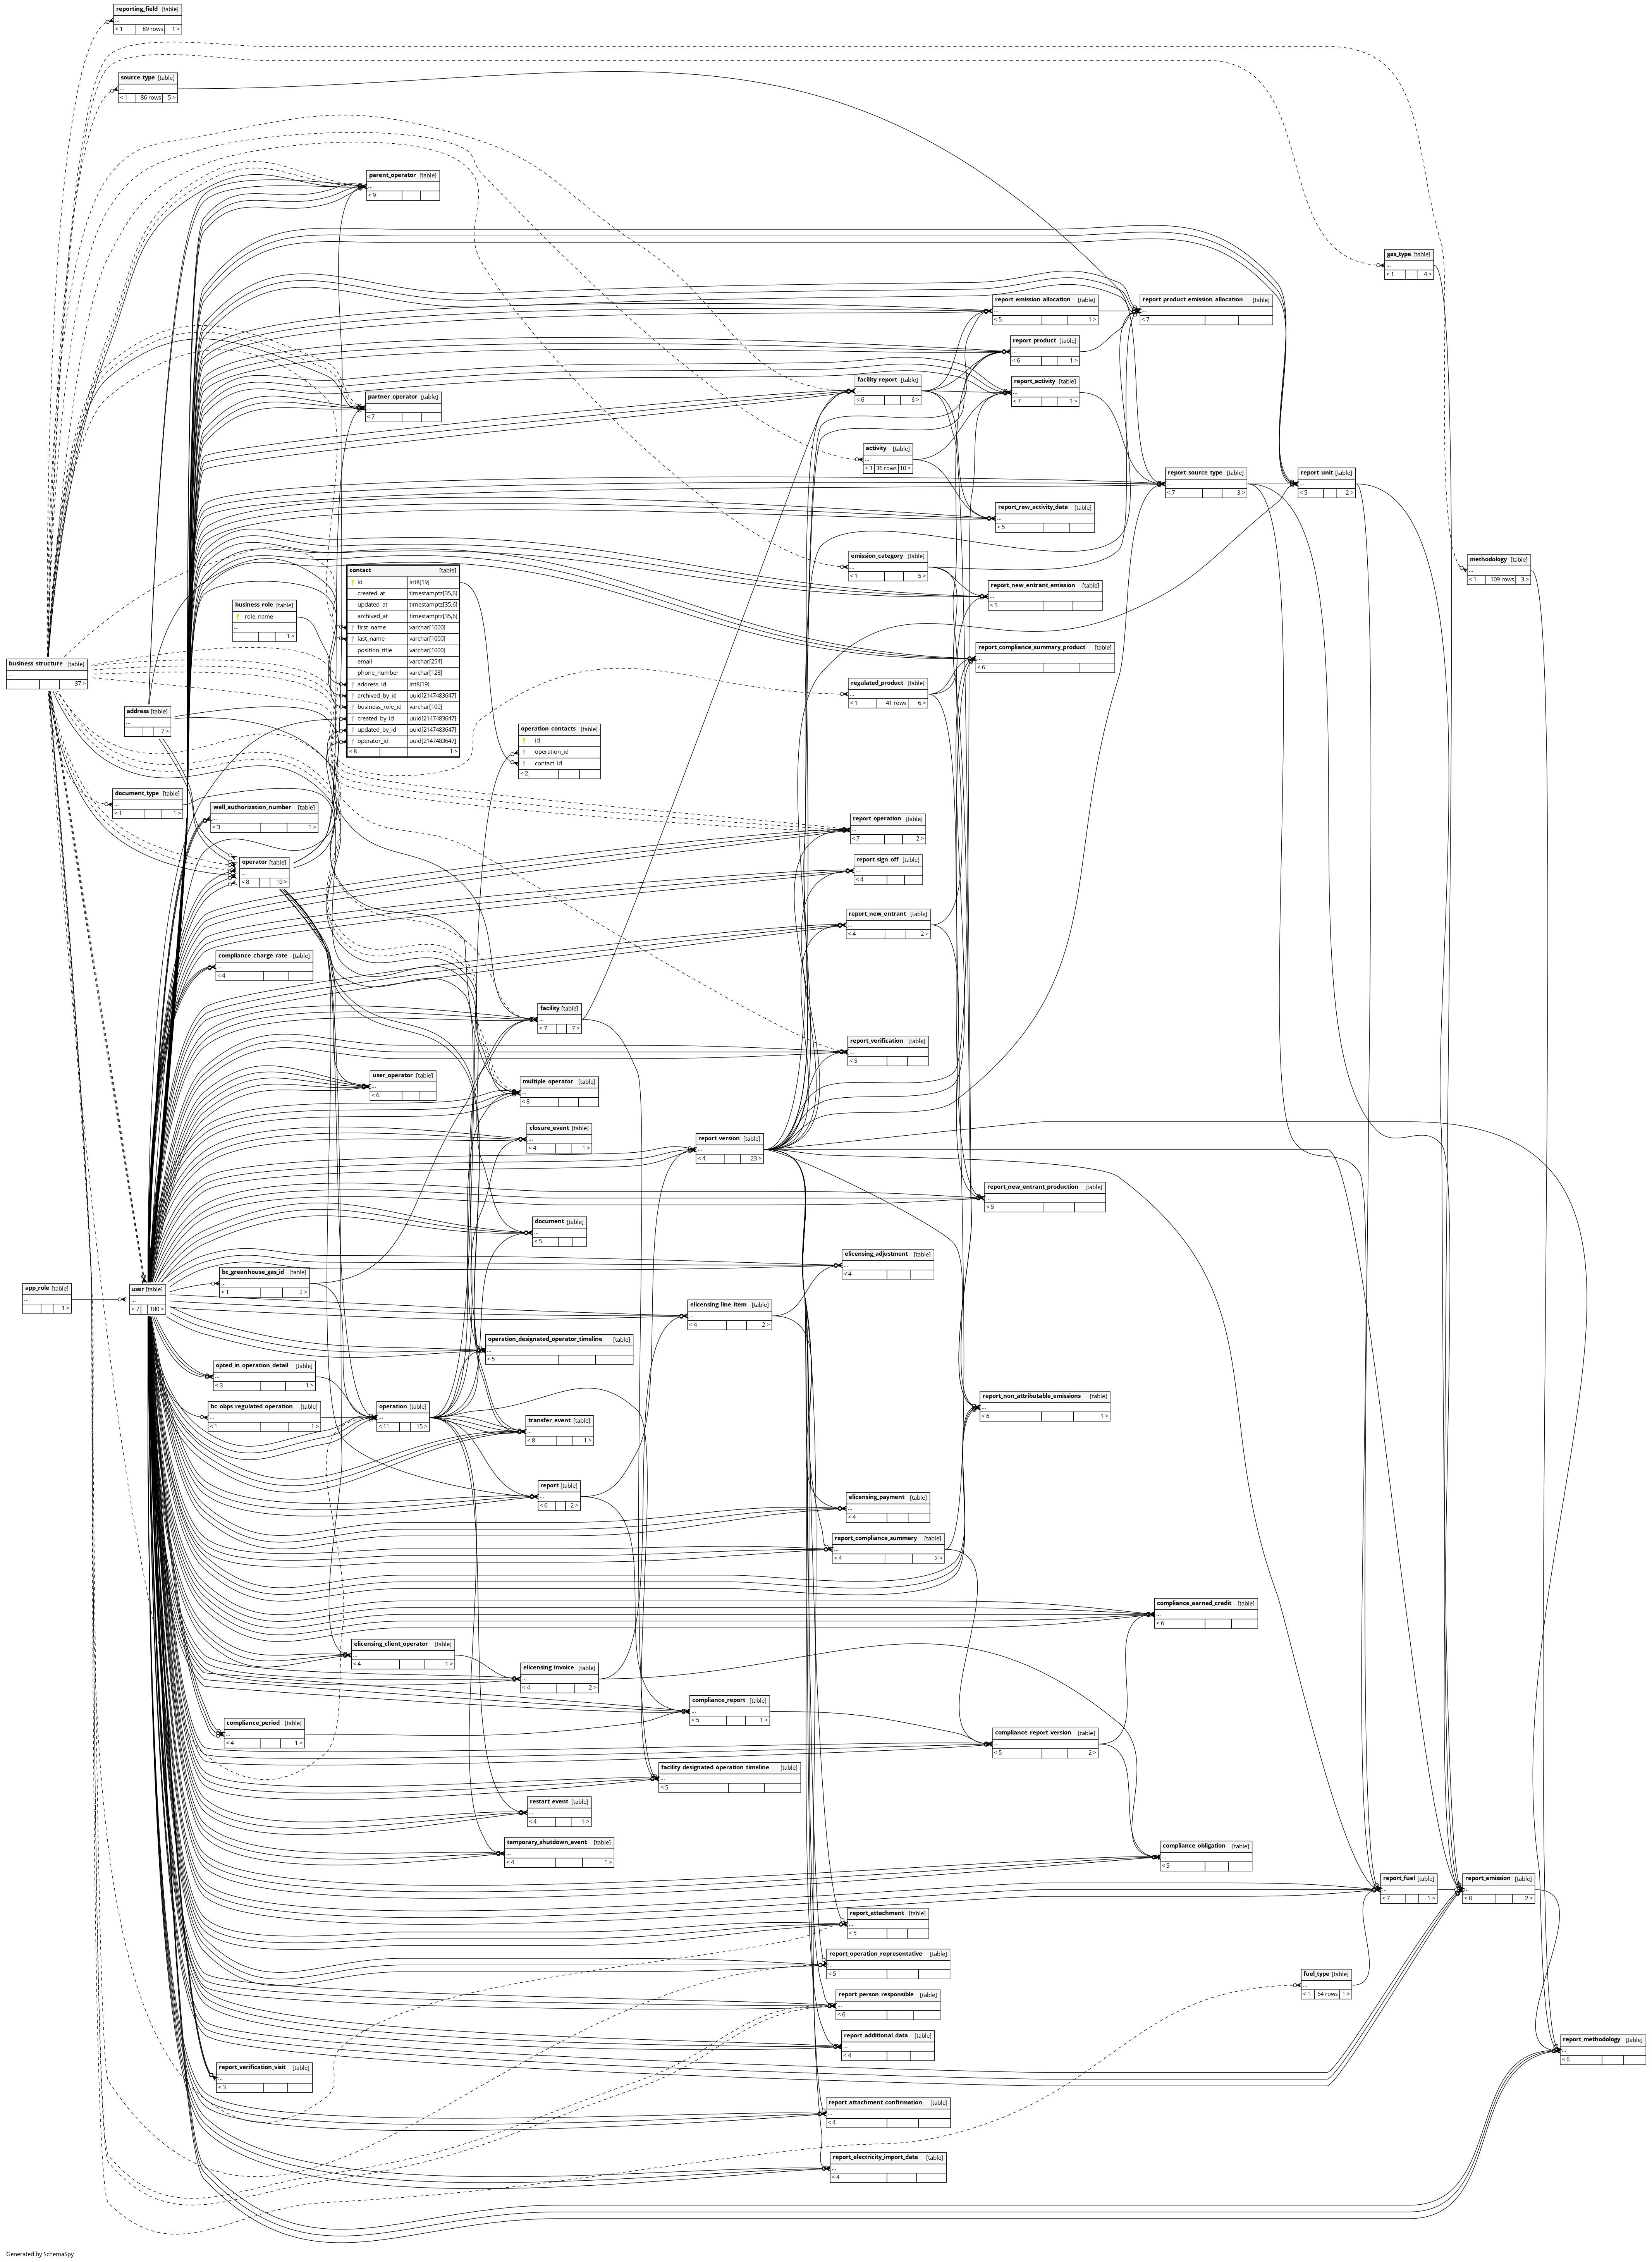 reporting_field [table]
...
< 1 89 rows 1 >
source_type [table]
...
< 1 86 rows 5 >
parent_operator [table]
...
< 9
gas_type [table]
...
< 1 4 >
report_emission_allocation [table]
...
< 5 1 >
report_product_emission_allocation [table]
...
< 7
report_product [table]
...
< 6 1 >
facility_report [table]
...
< 6 6 >
report_activity [table]
...
< 7 1 >
partner_operator [table]
...
< 7
activity [table]
...
< 1 36 rows 10 >
report_source_type [table]
...
< 7 3 >
report_unit [table]
...
< 5 2 >
report_raw_activity_data [table]
...
< 5
emission_category [table]
...
< 1 5 >
methodology [table]
...
< 1 109 rows 3 >
report_new_entrant_emission [table]
...
< 5
contact [table]
id int8[19]
created_at timestamptz[35,6]
updated_at timestamptz[35,6]
archived_at timestamptz[35,6]
first_name varchar[1000]
last_name varchar[1000]
position_title varchar[1000]
email varchar[254]
phone_number varchar[128]
address_id int8[19]
archived_by_id uuid[2147483647]
business_role_id varchar[100]
created_by_id uuid[2147483647]
updated_by_id uuid[2147483647]
operator_id uuid[2147483647]
< 8 1 >
business_role [table]
role_name
...
1 >
report_compliance_summary_product [table]
...
< 6
business_structure [table]
...
37 >
regulated_product [table]
...
< 1 41 rows 6 >
address [table]
...
7 >
operation_contacts [table]
id
operation_id
contact_id
< 2
document_type [table]
...
< 1 1 >
well_authorization_number [table]
...
< 3 1 >
report_operation [table]
...
< 7 2 >
operator [table]
...
< 8 10 >
report_sign_off [table]
...
< 4
report_new_entrant [table]
...
< 4 2 >
compliance_charge_rate [table]
...
< 4
facility [table]
...
< 7 7 >
report_verification [table]
...
< 5
user_operator [table]
...
< 6
multiple_operator [table]
...
< 8
closure_event [table]
...
< 4 1 >
report_version [table]
...
< 4 23 >
report_new_entrant_production [table]
...
< 5
document [table]
...
< 5
elicensing_adjustment [table]
...
< 4
bc_greenhouse_gas_id [table]
...
< 1 2 >
app_role [table]
...
1 >
user [table]
...
< 7 180 >
elicensing_line_item [table]
...
< 4 2 >
operation_designated_operator_timeline [table]
...
< 5
opted_in_operation_detail [table]
...
< 3 1 >
report_non_attributable_emissions [table]
...
< 6 1 >
bc_obps_regulated_operation [table]
...
< 1 1 >
operation [table]
...
< 11 15 >
transfer_event [table]
...
< 8 1 >
report [table]
...
< 6 2 >
elicensing_payment [table]
...
< 4
report_compliance_summary [table]
...
< 4 2 >
compliance_earned_credit [table]
...
< 6
elicensing_client_operator [table]
...
< 4 1 >
elicensing_invoice [table]
...
< 4 2 >
compliance_report [table]
...
< 5 1 >
compliance_period [table]
...
< 4 1 >
compliance_report_version [table]
...
< 5 2 >
facility_designated_operation_timeline [table]
...
< 5
restart_event [table]
...
< 4 1 >
temporary_shutdown_event [table]
...
< 4 1 >
compliance_obligation [table]
...
< 5
report_fuel [table]
...
< 7 1 >
report_emission [table]
...
< 8 2 >
report_attachment [table]
...
< 5
report_operation_representative [table]
...
< 5
fuel_type [table]
...
< 1 64 rows 1 >
report_person_responsible [table]
...
< 6
report_additional_data [table]
...
< 4
report_methodology [table]
...
< 6
report_verification_visit [table]
...
< 3
report_attachment_confirmation [table]
...
< 4
report_electricity_import_data [table]
...
< 4
Generated by SchemaSpy